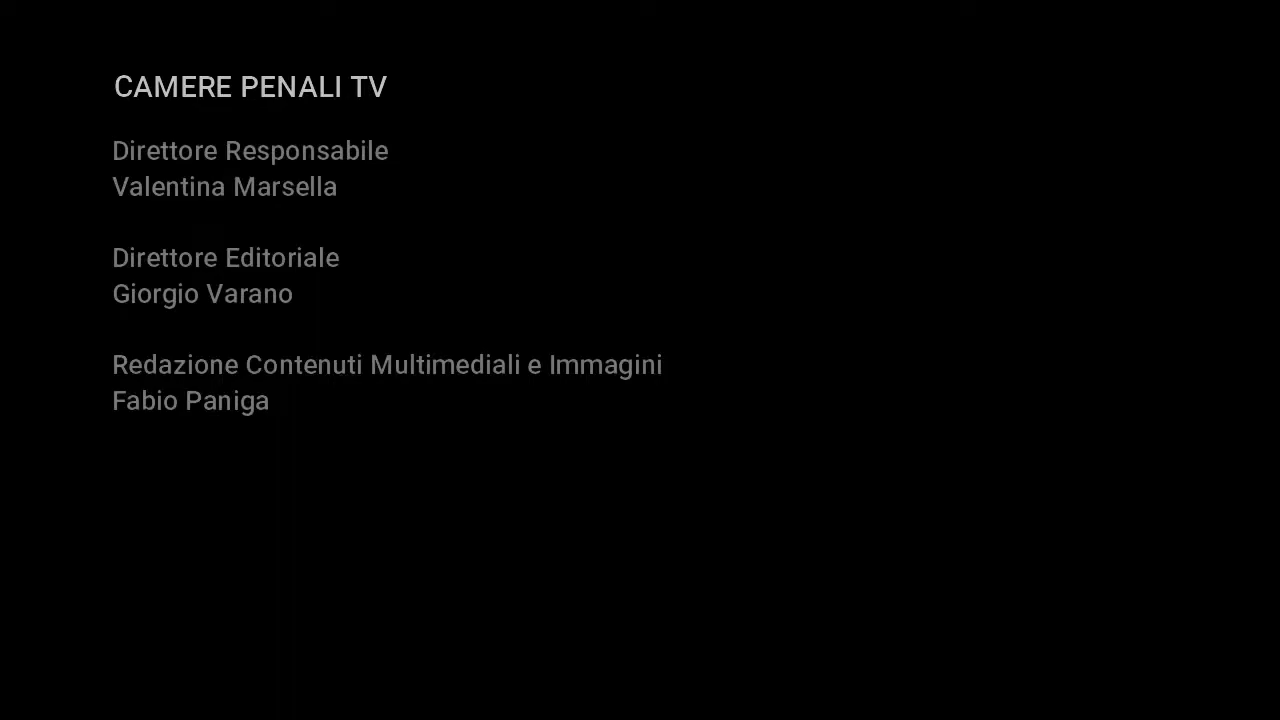 CAMERE PENALI TV
Direttore Responsabile
Valentina Marsella
Direttore Editoriale
Giorgio Varano
Redazione Contenuti Multimediali e Immagini
Fabio Paniga